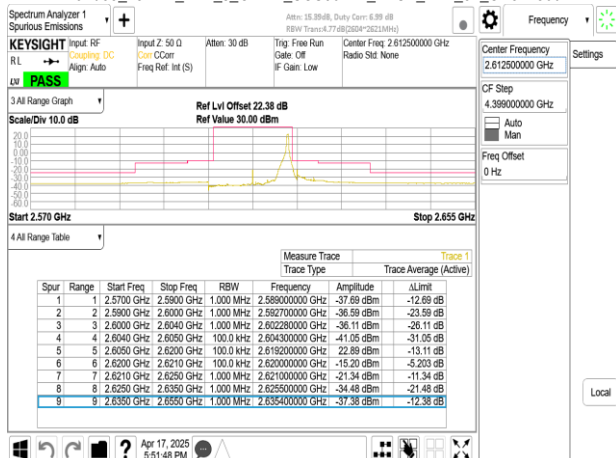 Spectrum Analyzer 1
Spurious Emissions
Attn: 15.39dB, Duty Corr: 6.99 dB
RBW Trans:4.77dB(2604~2621MHz)
Frequency
KEYSIGHT
Input: RF
Coupling: DC
Align: Auto
Input Z: 50 Ω
Corr CCorr
Freq Ref: Int (S)
Atten: 30 dB
Trig: Free Run
Gate: Off
IF Gain: Low
Center Freq: 2.612500000 GHz
Radio Std: None
RL
LXI
PASS
Center Frequency
2.612500000 GHz
Settings
CF Step
4.399000000 GHz
Auto
Man
Freq Offset
0 Hz
Local
3 All Range Graph
Scale/Div 10.0 dB
Ref Lvl Offset 22.38 dB
Ref Value 30.00 dBm
20.0
10.0
0.00
-10.0
-20.0
-30.0
-40.0
-50.0
-60.0
Start 2.570 GHz
Stop 2.655 GHz
4 All Range Table
Measure Trace Trace 1
Trace Type Trace Average (Active)
Spur Range Start Freq Stop Freq RBW Frequency Amplitude ΔLimit
1 1 2.5700 GHz 2.5900 GHz 1.000 MHz 2.589000000 GHz -37.69 dBm -12.69 dB
2 2 2.5900 GHz 2.6000 GHz 1.000 MHz 2.592700000 GHz -36.59 dBm -23.59 dB
3 3 2.6000 GHz 2.6040 GHz 1.000 MHz 2.602280000 GHz -36.11 dBm -26.11 dB
4 4 2.6040 GHz 2.6050 GHz 100.0 kHz 2.604300000 GHz -41.05 dBm -31.05 dB
5 5 2.6050 GHz 2.6200 GHz 100.0 kHz 2.619200000 GHz 22.89 dBm -13.11 dB
6 6 2.6200 GHz 2.6210 GHz 100.0 kHz 2.620000000 GHz -15.20 dBm -5.203 dB
7 7 2.6210 GHz 2.6250 GHz 1.000 MHz 2.621000000 GHz -21.34 dBm -11.34 dB
8 8 2.6250 GHz 2.6350 GHz 1.000 MHz 2.625500000 GHz -34.48 dBm -21.48 dB
9 9 2.6350 GHz 2.6550 GHz 1.000 MHz 2.635400000 GHz -37.38 dBm -12.38 dB
Apr 17, 2025
5:51:48 PM